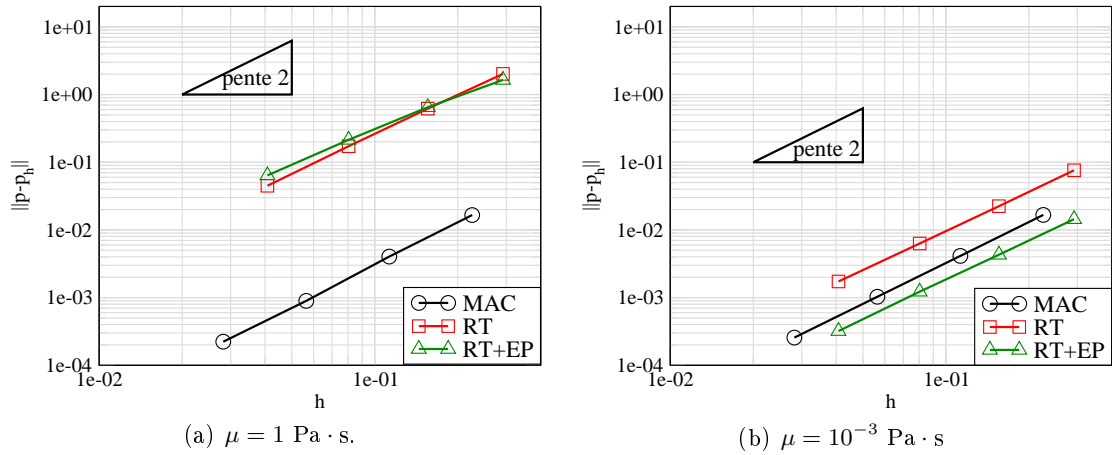 1e+01
1e+00
1e-01
1e-02
1e-03
1e-04
||p-p_h||
pente 2
MAC
RT
RT+EP
1e-02
1e-01
h
(a) μ = 1 Pa · s.
1e+01
1e+00
1e-01
1e-02
1e-03
1e-04
||p-p_h||
pente 2
MAC
RT
RT+EP
1e-02
1e-01
h
(b) μ = 10⁻³ Pa · s